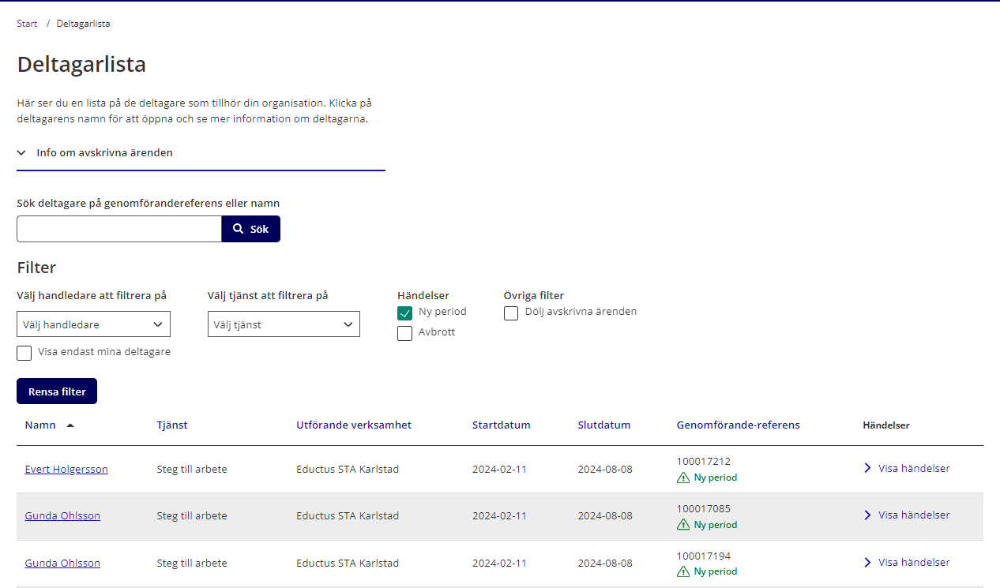 Start / Deltagarlista
Deltagarlista
Här ser du en lista på de deltagare som tillhör din organisation. Klicka på
deltagarens namn för att öppna och se mer information om deltagarna.
Info om avskrivna ärenden
Sök deltagare på genomförandereferens eller namn
Sök
Filter
Välj handledare att filtrera på
Välj handledare
Visa endast mina deltagare
Välj tjänst att filtrera på
Välj tjänst
Händelser
Ny period
Avbrott
Övriga filter
Dölj avskrivna ärenden
Rensa filter
Namn Tjänst Utförande verksamhet Startdatum Slutdatum Genomförande-referens Händelser
Evert Holgersson Steg till arbete Eductus STA Karlstad 2024-02-11 2024-08-08 100017212 Visa händelser
Ny period
Gunda Ohlsson Steg till arbete Eductus STA Karlstad 2024-02-11 2024-08-08 100017085 Visa händelser
Ny period
Gunda Ohlsson Steg till arbete Eductus STA Karlstad 2024-02-11 2024-08-08 100017194 Visa händelser
Ny period